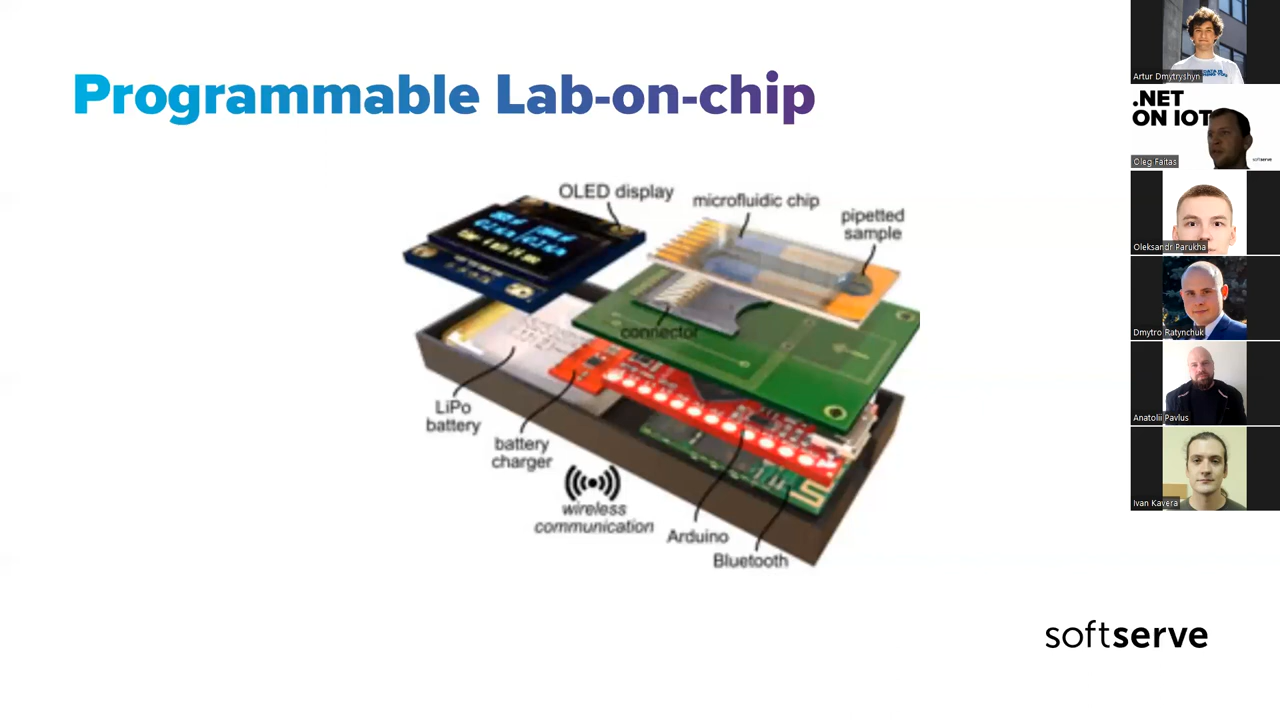 Programmable Lab-on-chip
OLED display
microfluidic chip
pipetted
sample
connector
LiPo
battery
battery
charger
wireless
communication
Arduino
Bluetooth
softserve
Artur Dmytryshyn
.NET
ON IOT
softserve
Oleg Faitas
Oleksandr Parukha
Dmytro Ratynchuk
Anatolii Pavlus
Ivan Kavera